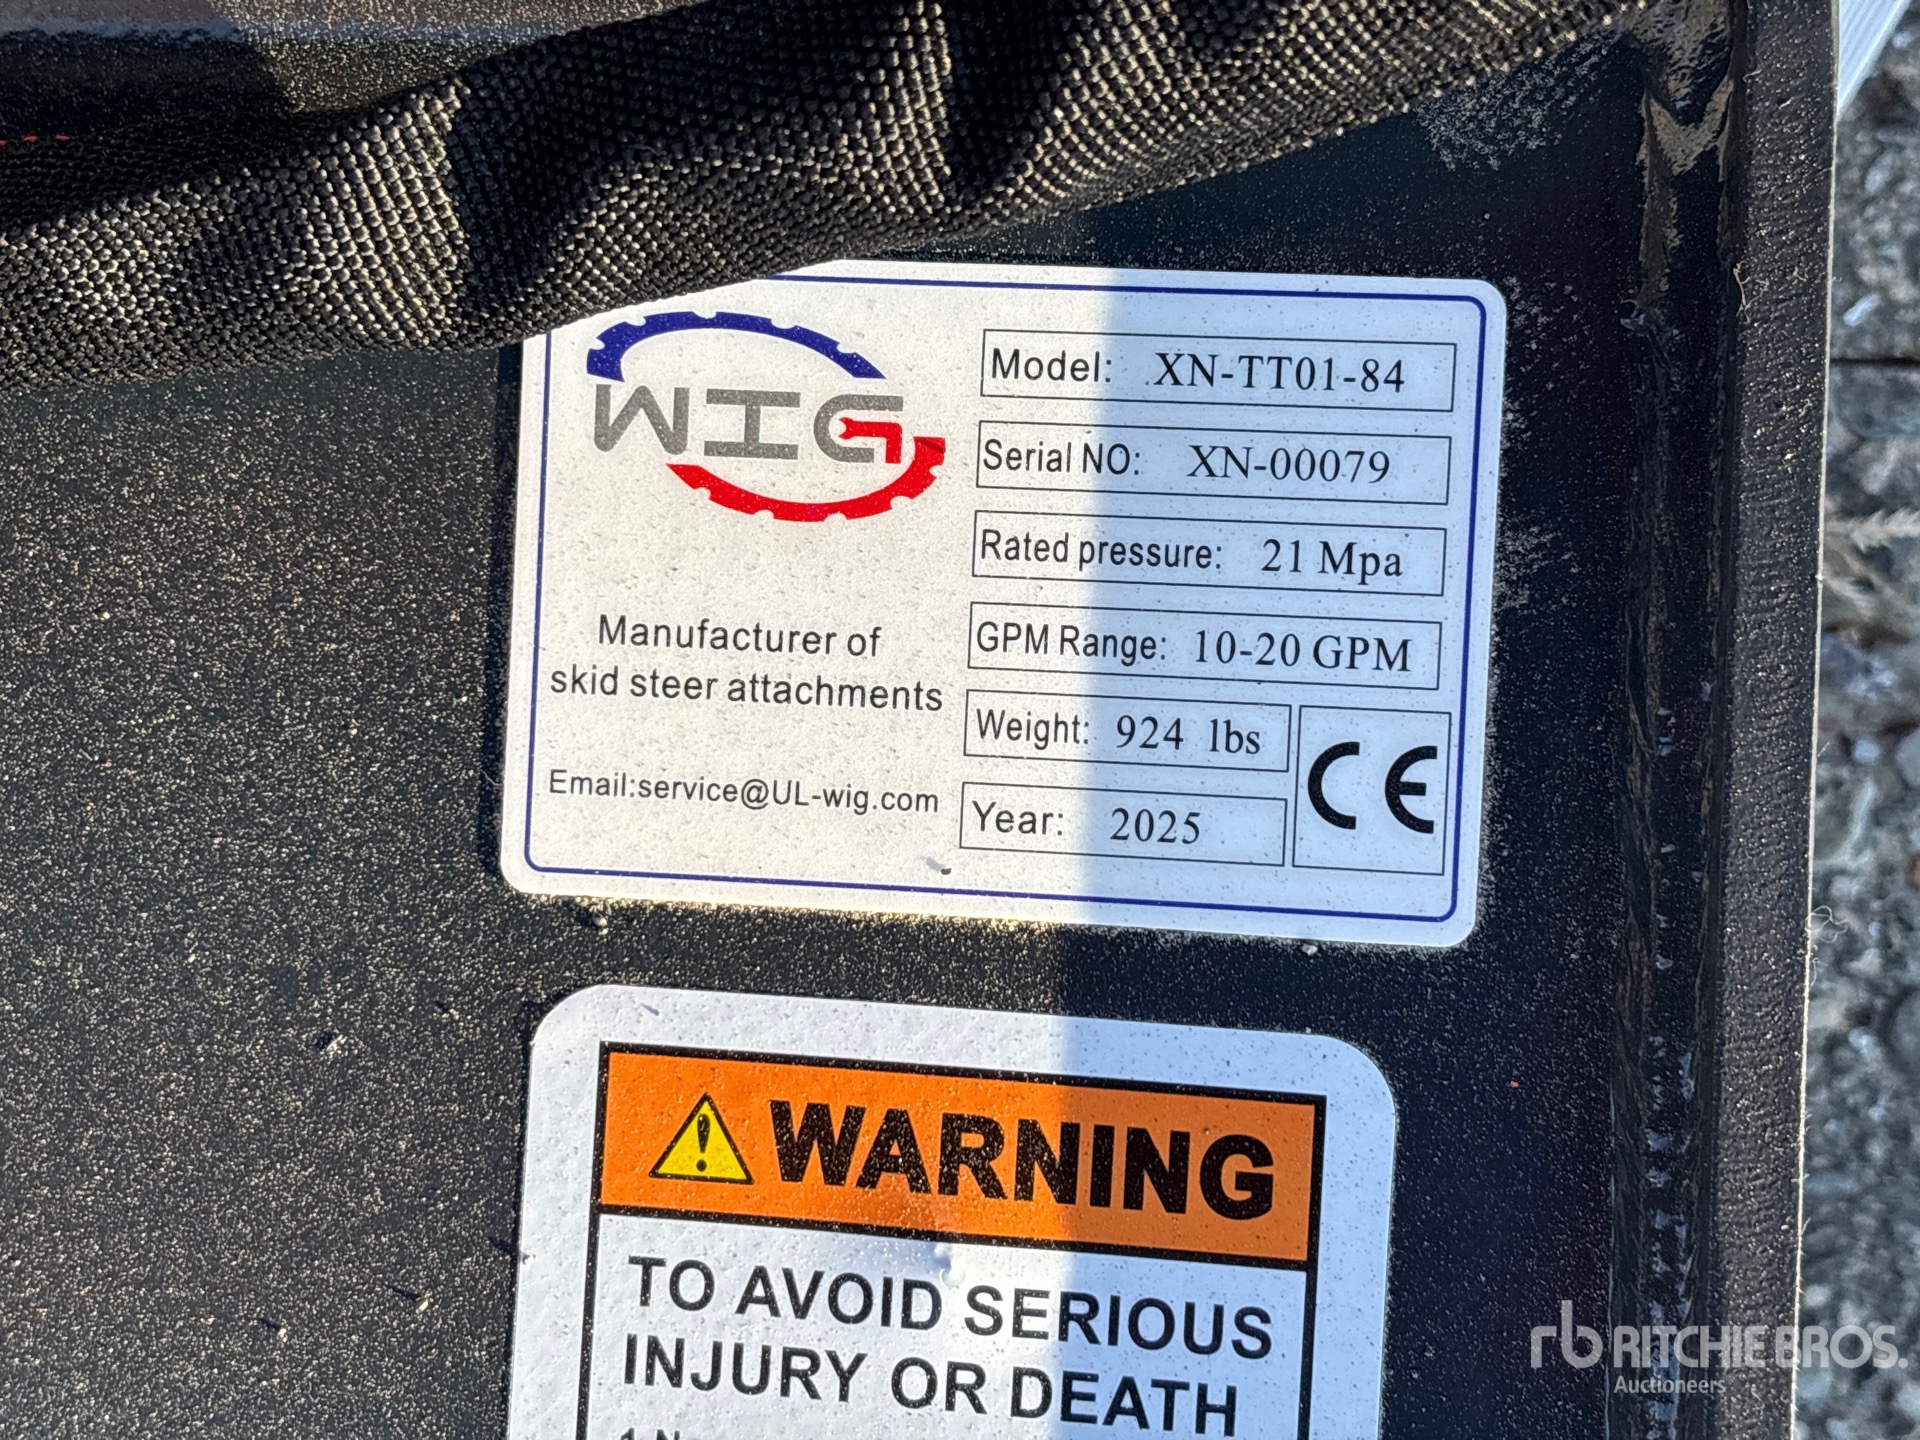 WIG
Manufacturer of
skid steer attachments
Email:service@UL-wig.com
Model: XN-TT01-84
Serial NO: XN-00079
Rated pressure: 21 Mpa
GPM Range: 10-20 GPM
Weight: 924 lbs
Year: 2025
CE
WARNING
TO AVOID SERIOUS
INJURY OR DEATH
rb RITCHIE BROS.
Auctioneers